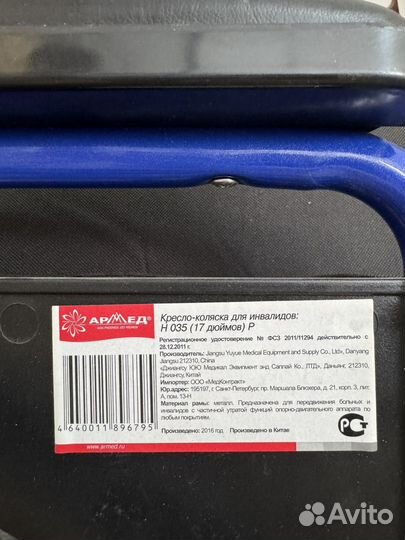 АРМЕД
Кресло-коляска для инвалидов:
Н 035 (17 дюймов) Р
Регистрационное удостоверение № ФСЗ 2011/11294 действительно с
28.12.2011 г.
Производитель: Jiangsu Yuyue Medical Equipment and Supply Co., Ltd», Danyang
Jiangsu 212310, China
«Джиангсу ЮЮ Медикал Эквипмент энд Саплай Ко., ЛТД», Даньянг, 212310,
Джиангсу, Китай
Импортер: ООО «МедКонтракт»
Юр.адрес: 195197, г. Санкт-Петербург, пр. Маршала Блюхера, д. 21, корп. 3, лит.
А, пом. 13-Н
Материал рамы: металл. Предназначена для передвижения больных и
инвалидов с частичной утратой функций опорно-двигательного аппарата по
любым покрытиям.
Произведено: 2016 год Произведено в Китае
4 640011 896795
www.armed.ru
Avito